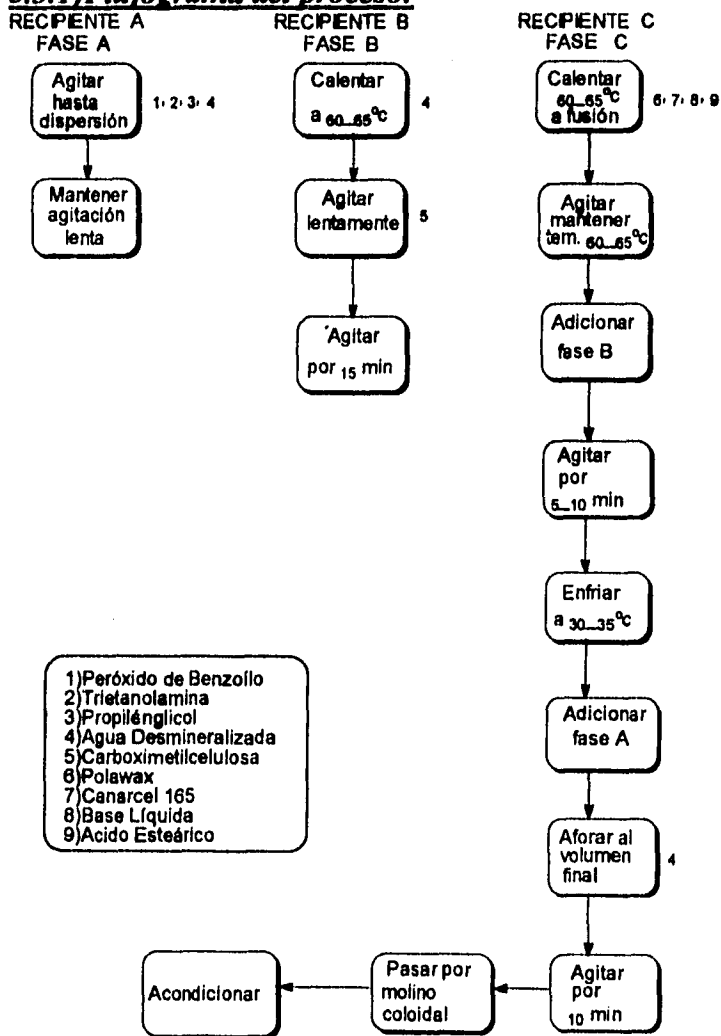 RECIPIENTE A
FASE A
Agitar
hasta
dispersión
1, 2, 3, 4
Mantener
agitación
lenta
RECIPIENTE B
FASE B
Calentar
a 60_65°C
4
Agitar
lentamente
5
Agitar
por 15 min
RECIPIENTE C
FASE C
Calentar
60_65°C
a fusión
6, 7, 8, 9
Agitar
mantener
tem. 60_65°C
Adicionar
fase B
Agitar
por
5_10 min
Enfriar
a 30_35°C
Adicionar
fase A
Aforar al
volumen
final
4
Agitar
por
10 min
Pasar por
molino
coloidal
Acondicionar
1)Peróxido de Benzoílo
2)Trietanolamina
3)Propilénglicol
4)Agua Desmineralizada
5)Carboximetilcelulosa
6)Polawax
7)Canarcel 165
8)Base Líquida
9)Acido Esteárico